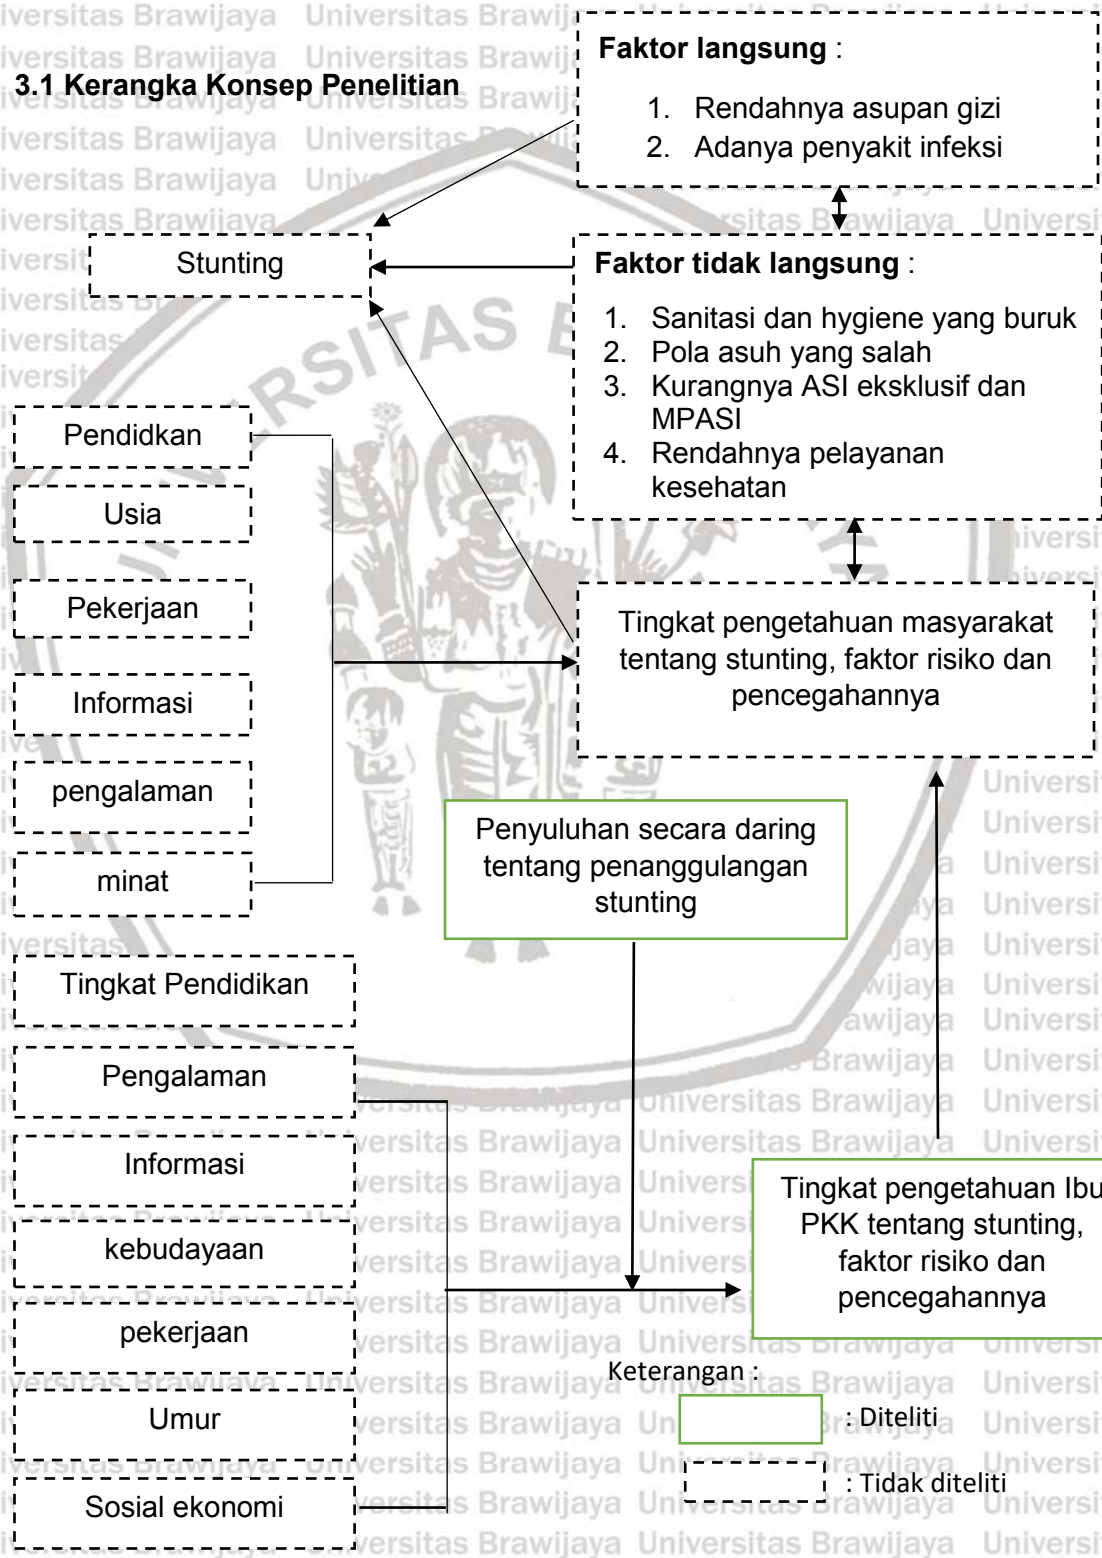 3.1 Kerangka Konsep Penelitian
Faktor langsung :
1. Rendahnya asupan gizi
2. Adanya penyakit infeksi
Stunting
Faktor tidak langsung :
1. Sanitasi dan hygiene yang buruk
2. Pola asuh yang salah
3. Kurangnya ASI eksklusif dan
MPASI
4. Rendahnya pelayanan
kesehatan
Pendidkan
Usia
Pekerjaan
Informasi
pengalaman
minat
Tingkat pengetahuan masyarakat
tentang stunting, faktor risiko dan
pencegahannya
Penyuluhan secara daring
tentang penanggulangan
stunting
Tingkat Pendidikan
Pengalaman
Informasi
kebudayaan
pekerjaan
Umur
Sosial ekonomi
Tingkat pengetahuan Ibu
PKK tentang stunting,
faktor risiko dan
pencegahannya
Keterangan :
: Diteliti
: Tidak diteliti